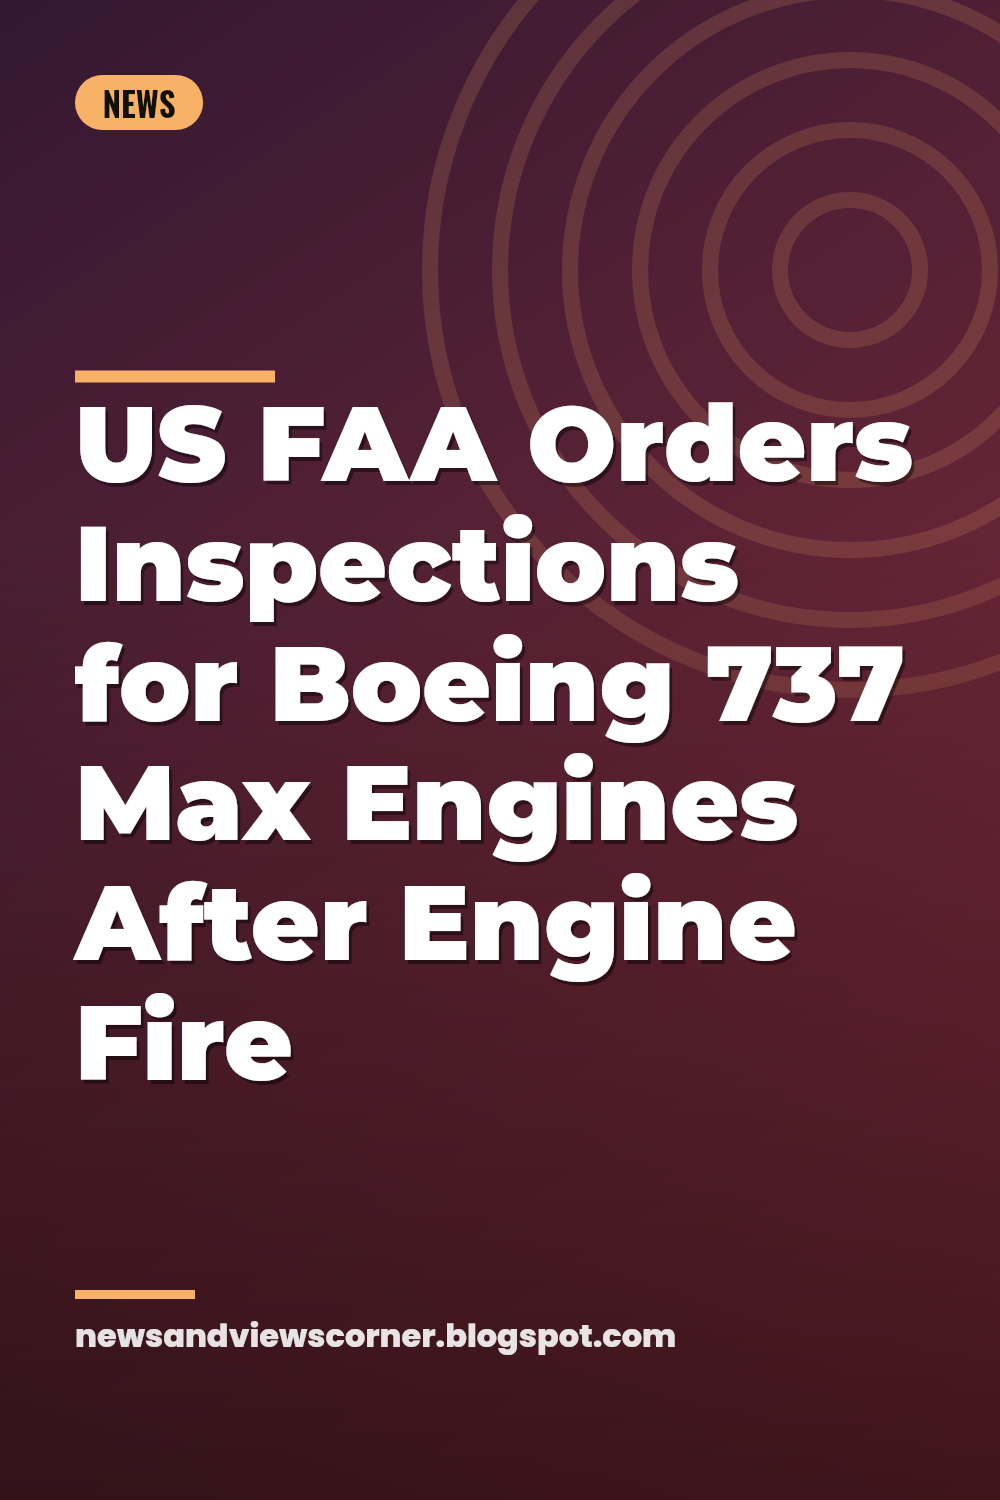 NEWS
US FAA Orders
Inspections
for Boeing 737
Max Engines
After Engine
Fire
newsandviewscorner.blogspot.com